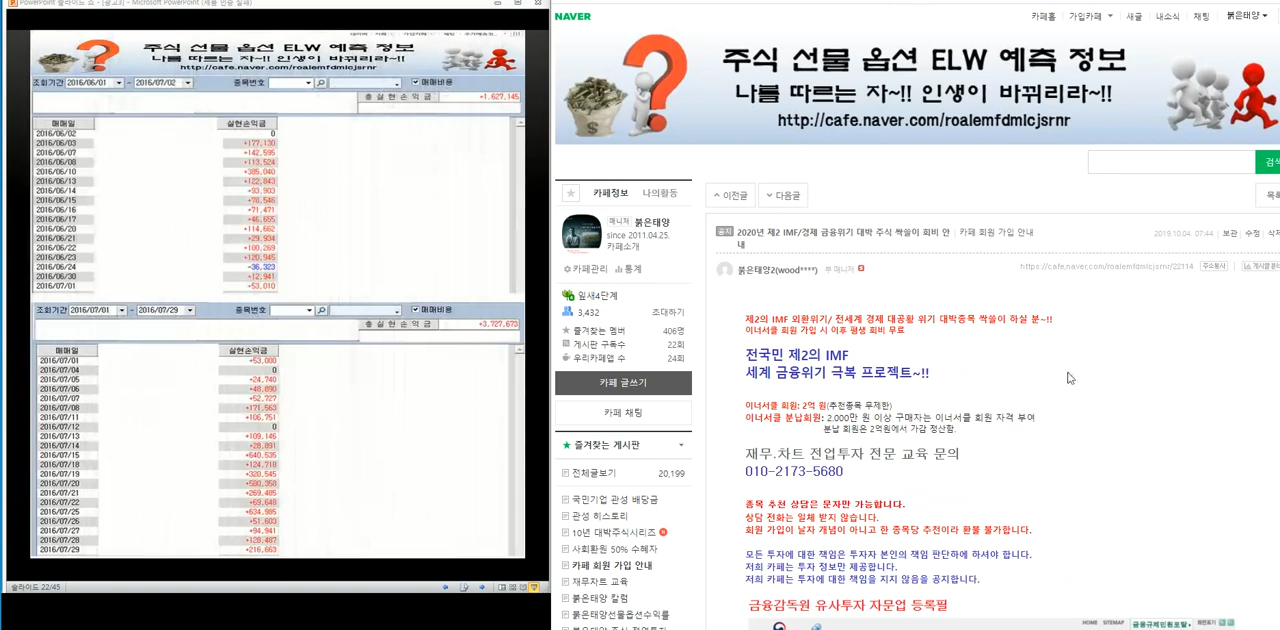 PowerPoint 슬라이드 쇼 - [광고3] - Microsoft PowerPoint (제품 인증 실패)
주식 선물 옵션 ELW 예측 정보
나를 따르는 자~!! 인생이 바뀌리라~!!
http://cafe.naver.com/roalemfdmlcjsrnr
조회기간 2016/06/01 - 2016/07/02 종목번호 매매비용
총 실 현 손 익 금 +1,627,145
매매일 실현손익금
2016/06/02 0
2016/06/03 +177,130
2016/06/07 +142,595
2016/06/08 +113,524
2016/06/10 +385,040
2016/06/13 +122,843
2016/06/14 +93,903
2016/06/15 +78,546
2016/06/16 +71,471
2016/06/17 +46,655
2016/06/20 +114,662
2016/06/21 +29,934
2016/06/22 +100,269
2016/06/23 +120,945
2016/06/24 -36,323
2016/06/30 +12,941
2016/07/01 +53,010
조회기간 2016/07/01 - 2016/07/29 종목번호 매매비용
총 실 현 손 익 금 +3,727,673
매매일 실현손익금
2016/07/01 +53,000
2016/07/04 0
2016/07/05 +24,740
2016/07/06 +48,890
2016/07/07 +52,727
2016/07/08 +171,563
2016/07/11 +106,751
2016/07/12 0
2016/07/13 +109,146
2016/07/14 +28,891
2016/07/15 +640,535
2016/07/18 +124,718
2016/07/19 +320,545
2016/07/20 +580,358
2016/07/21 +269,485
2016/07/22 +69,648
2016/07/25 +634,985
2016/07/26 +51,603
2016/07/27 +94,941
2016/07/28 +128,487
2016/07/29 +216,663
슬라이드 22/45
NAVER
카페홈 가입카페 새글 내소식 채팅 붉은태양
주식 선물 옵션 ELW 예측 정보
나를 따르는 자~!! 인생이 바뀌리라~!!
http://cafe.naver.com/roalemfdmlcjsrnr
검색
카페정보 나의활동
매니저 붉은태양
since 2011.04.25.
카페소개
카페관리 통계
잎새4단계
3,432 초대하기
즐겨찾는 멤버 406명
게시판 구독수 22회
우리카페앱 수 24회
카페 글쓰기
카페 채팅
즐겨찾는 게시판
전체글보기 20,199
국민기업 관성 배당금
관성 히스토리
10년 대박주식시리즈
사회환원 50% 수혜자
카페 회원 가입 안내
재무차트 교육
붉은태양 칼럼
붉은태양선물옵션수익률
이전글 다음글 목록
공지 2020년 제2 IMF/경제 금융위기 대박 주식 싹쓸이 회비 안내 | 카페 회원 가입 안내
2019.10.04. 07:44 보관 수정 삭제
붉은태양2(wood****) 부매니저
https://cafe.naver.com/roalemfdmlcjsrnr/22114 주소복사
제2의 IMF 외환위기/ 전세계 경제 대공황 위기 대박종목 싹쓸이 하실 분~!!
이너서클 회원 가입 시 이후 평생 회비 무료
전국민 제2의 IMF
세계 금융위기 극복 프로젝트~!!
이너서클 회원: 2억 원(추천종목 무제한)
이너서클 분납회원: 2,000만 원 이상 구매자는 이너서클 회원 자격 부여
분납 회원은 2억원에서 가감 정산함.
재무.차트 전업투자 전문 교육 문의
010-2173-5680
종목 추천 상담은 문자만 가능합니다.
상담 전화는 일체 받지 않습니다.
회원 가입이 날자 개념이 아니고 한 종목당 추천이라 환불 불가합니다.
모든 투자에 대한 책임은 투자자 본인의 책임 판단하에 하셔야 합니다.
저희 카페는 투자 정보만 제공합니다.
저희 카페는 투자에 대한 책임을 지지 않음을 공지합니다.
금융감독원 유사투자 자문업 등록필
HOME SITEMAP 금융규제민원포탈